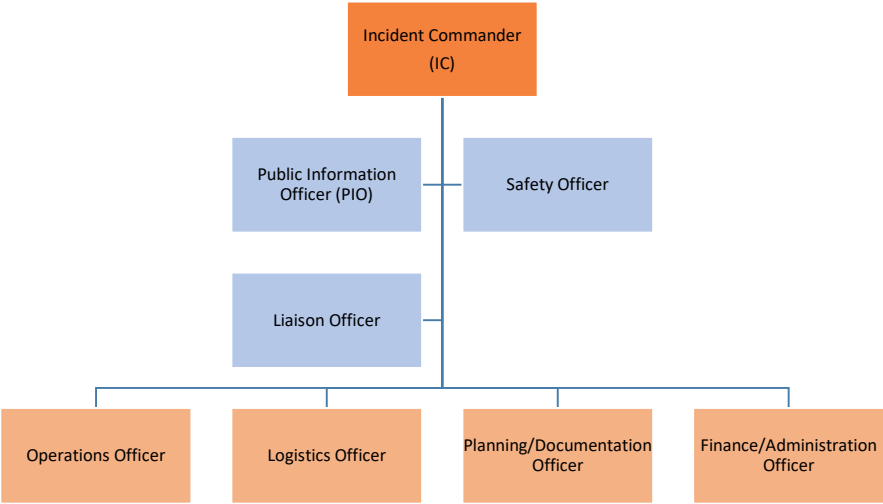 Incident Commander
(IC)
Public Information
Officer (PIO)
Safety Officer
Liaison Officer
Operations Officer
Logistics Officer
Planning/Documentation
Officer
Finance/Administration
Officer